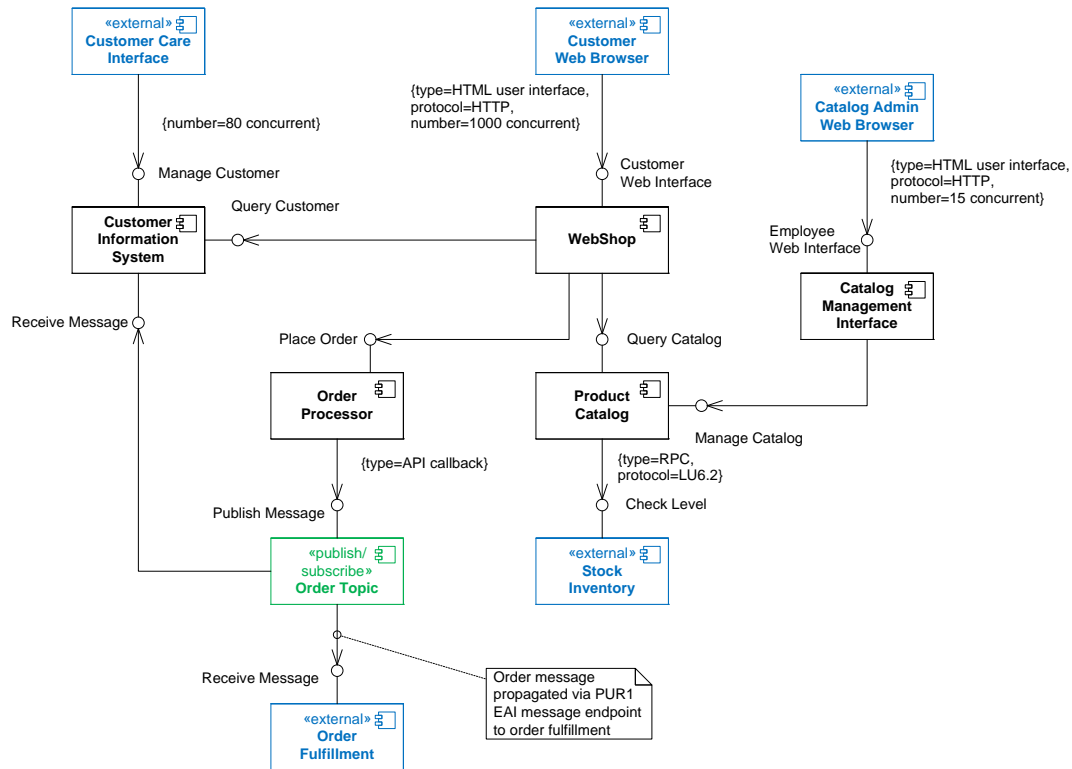 «external»
Customer Care
Interface
«external»
Customer
Web Browser
«external»
Catalog Admin
Web Browser
{number=80 concurrent}
{type=HTML user interface,
protocol=HTTP,
number=1000 concurrent}
{type=HTML user interface,
protocol=HTTP,
number=15 concurrent}
Manage Customer
Customer
Web Interface
Query Customer
Employee
Web Interface
Customer
Information
System
WebShop
Catalog
Management
Interface
Receive Message
Place Order
Query Catalog
Order
Processor
Product
Catalog
Manage Catalog
{type=API callback}
{type=RPC,
protocol=LU6.2}
Publish Message
Check Level
«publish/
subscribe»
Order Topic
«external»
Stock
Inventory
Receive Message
Order message
propagated via PUR1
EAI message endpoint
to order fulfillment
«external»
Order
Fulfillment